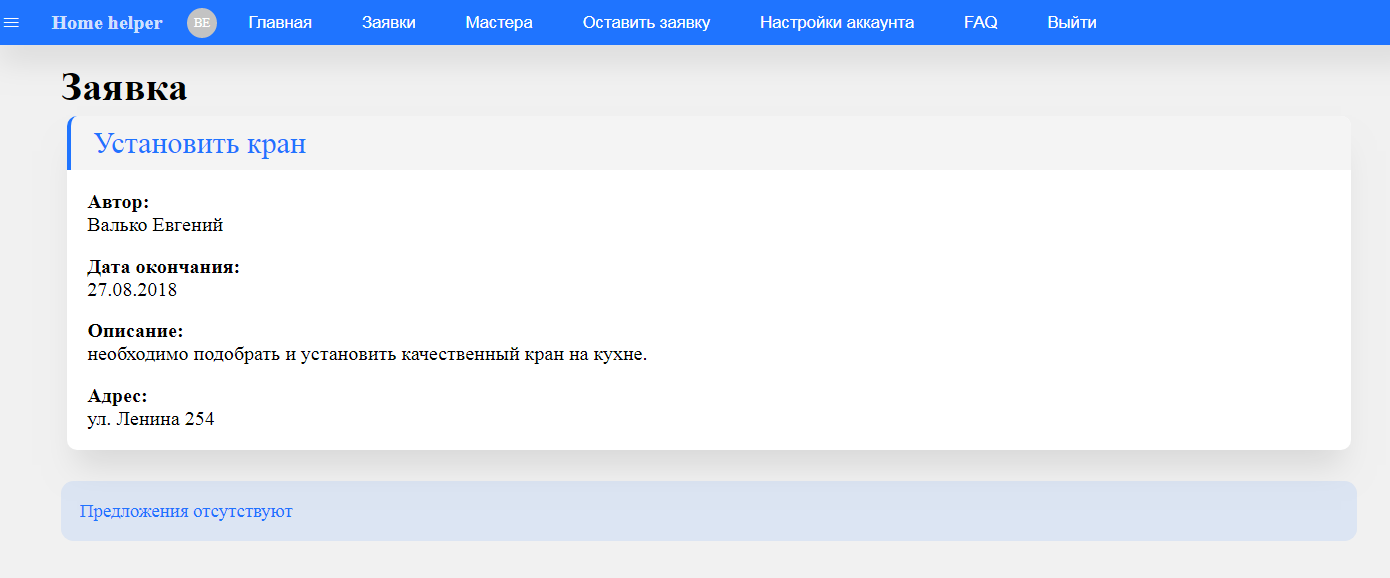 Home helper ВЕ Главная Заявки Мастера Оставить заявку Настройки аккаунта FAQ Выйти
Заявка
Установить кран
Автор:
Валько Евгений
Дата окончания:
27.08.2018
Описание:
необходимо подобрать и установить качественный кран на кухне.
Адрес:
ул. Ленина 254
Предложения отсутствуют